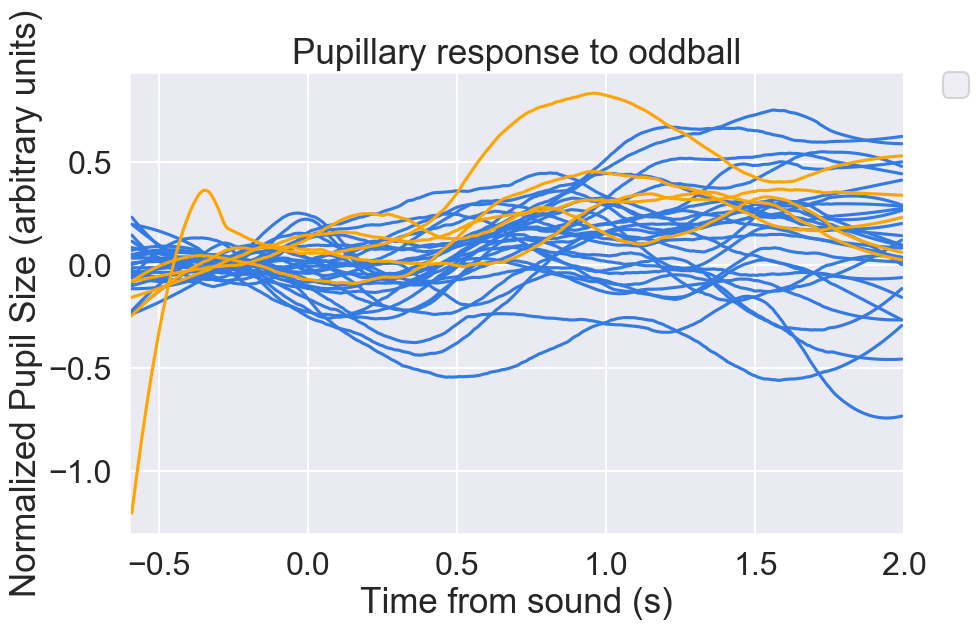 Pupillary response to oddball
Normalized Pupil Size (arbitrary units)
0.5
0.0
−0.5
−1.0
−0.5 0.0 0.5 1.0 1.5 2.0
Time from sound (s)